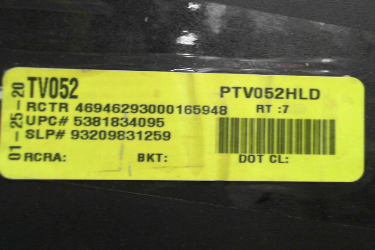 01-25-20
TV052 PTV052HLD
RCTR 46946293000165948 RT :7
UPC# 5381834095
SLP# 93209831259
RCRA: BKT: DOT CL: